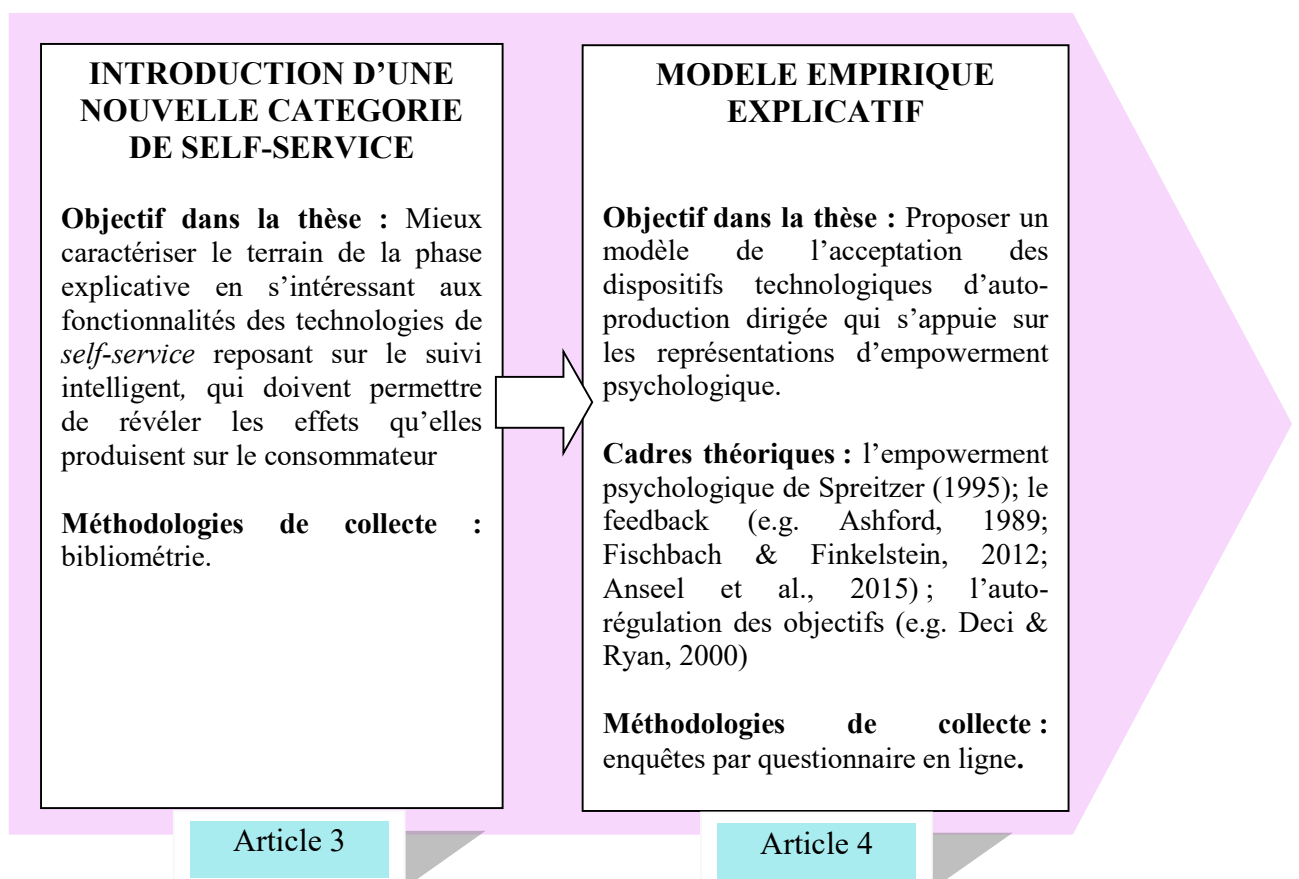 INTRODUCTION D’UNE
NOUVELLE CATEGORIE
DE SELF-SERVICE
Objectif dans la thèse : Mieux
caractériser le terrain de la phase
explicative en s’intéressant aux
fonctionnalités des technologies de
self-service reposant sur le suivi
intelligent, qui doivent permettre
de révéler les effets qu’elles
produisent sur le consommateur
Méthodologies de collecte :
bibliométrie.
Article 3
MODELE EMPIRIQUE
EXPLICATIF
Objectif dans la thèse : Proposer un
modèle de l’acceptation des
dispositifs technologiques d’auto-
production dirigée qui s’appuie sur
les représentations d’empowerment
psychologique.
Cadres théoriques : l’empowerment
psychologique de Spreitzer (1995); le
feedback (e.g. Ashford, 1989;
Fischbach & Finkelstein, 2012;
Anseel et al., 2015) ; l’auto-
régulation des objectifs (e.g. Deci &
Ryan, 2000)
Méthodologies de collecte :
enquêtes par questionnaire en ligne.
Article 4